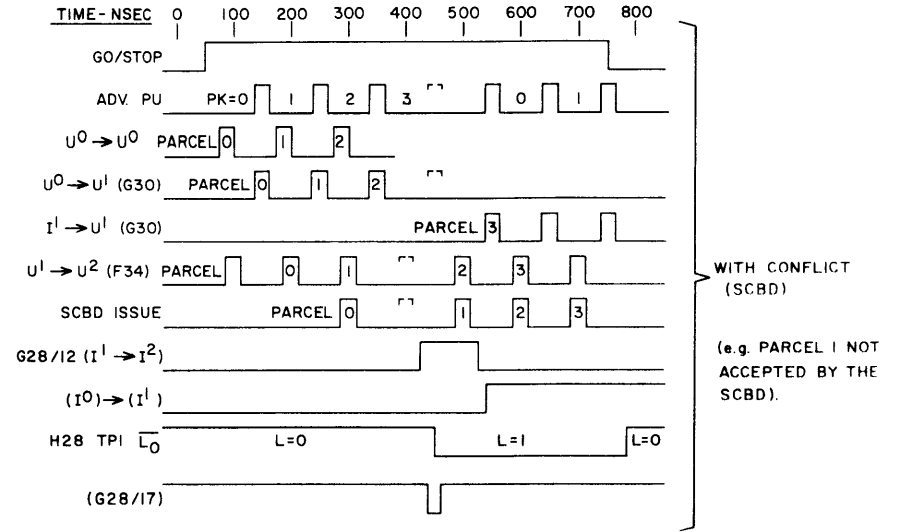 TIME-NSEC 0 100 200 300 400 500 600 700 800
GO/STOP
ADV. PU PK=0 1 2 3 0 1
U⁰→U⁰ PARCEL 0 1 2
U⁰→U¹ (G30) PARCEL 0 1 2
I¹→U¹ (G30) PARCEL 3
U¹→U² (F34) PARCEL 0 1 2 3
SCBD ISSUE PARCEL 0 1 2 3
G28/12 (I¹→I²)
(I⁰)→(I¹)
H28 TPI L̅₀ L=0 L=1 L=0
(G28/17)
WITH CONFLICT
(SCBD)
(e.g. PARCEL 1 NOT
ACCEPTED BY THE
SCBD).